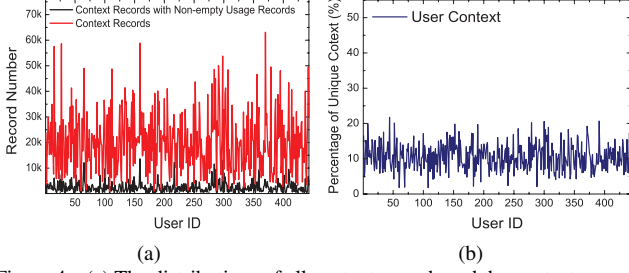 Context Records with Non-empty Usage Records
Context Records
70k
60k
50k
40k
30k
20k
10k
Record Number
50 100 150 200 250 300 350 400
User ID
(a)
User Context
50
40
30
20
10
0
Percentage of Unique Cotext (%)
50 100 150 200 250 300 350 400
User ID
(b)